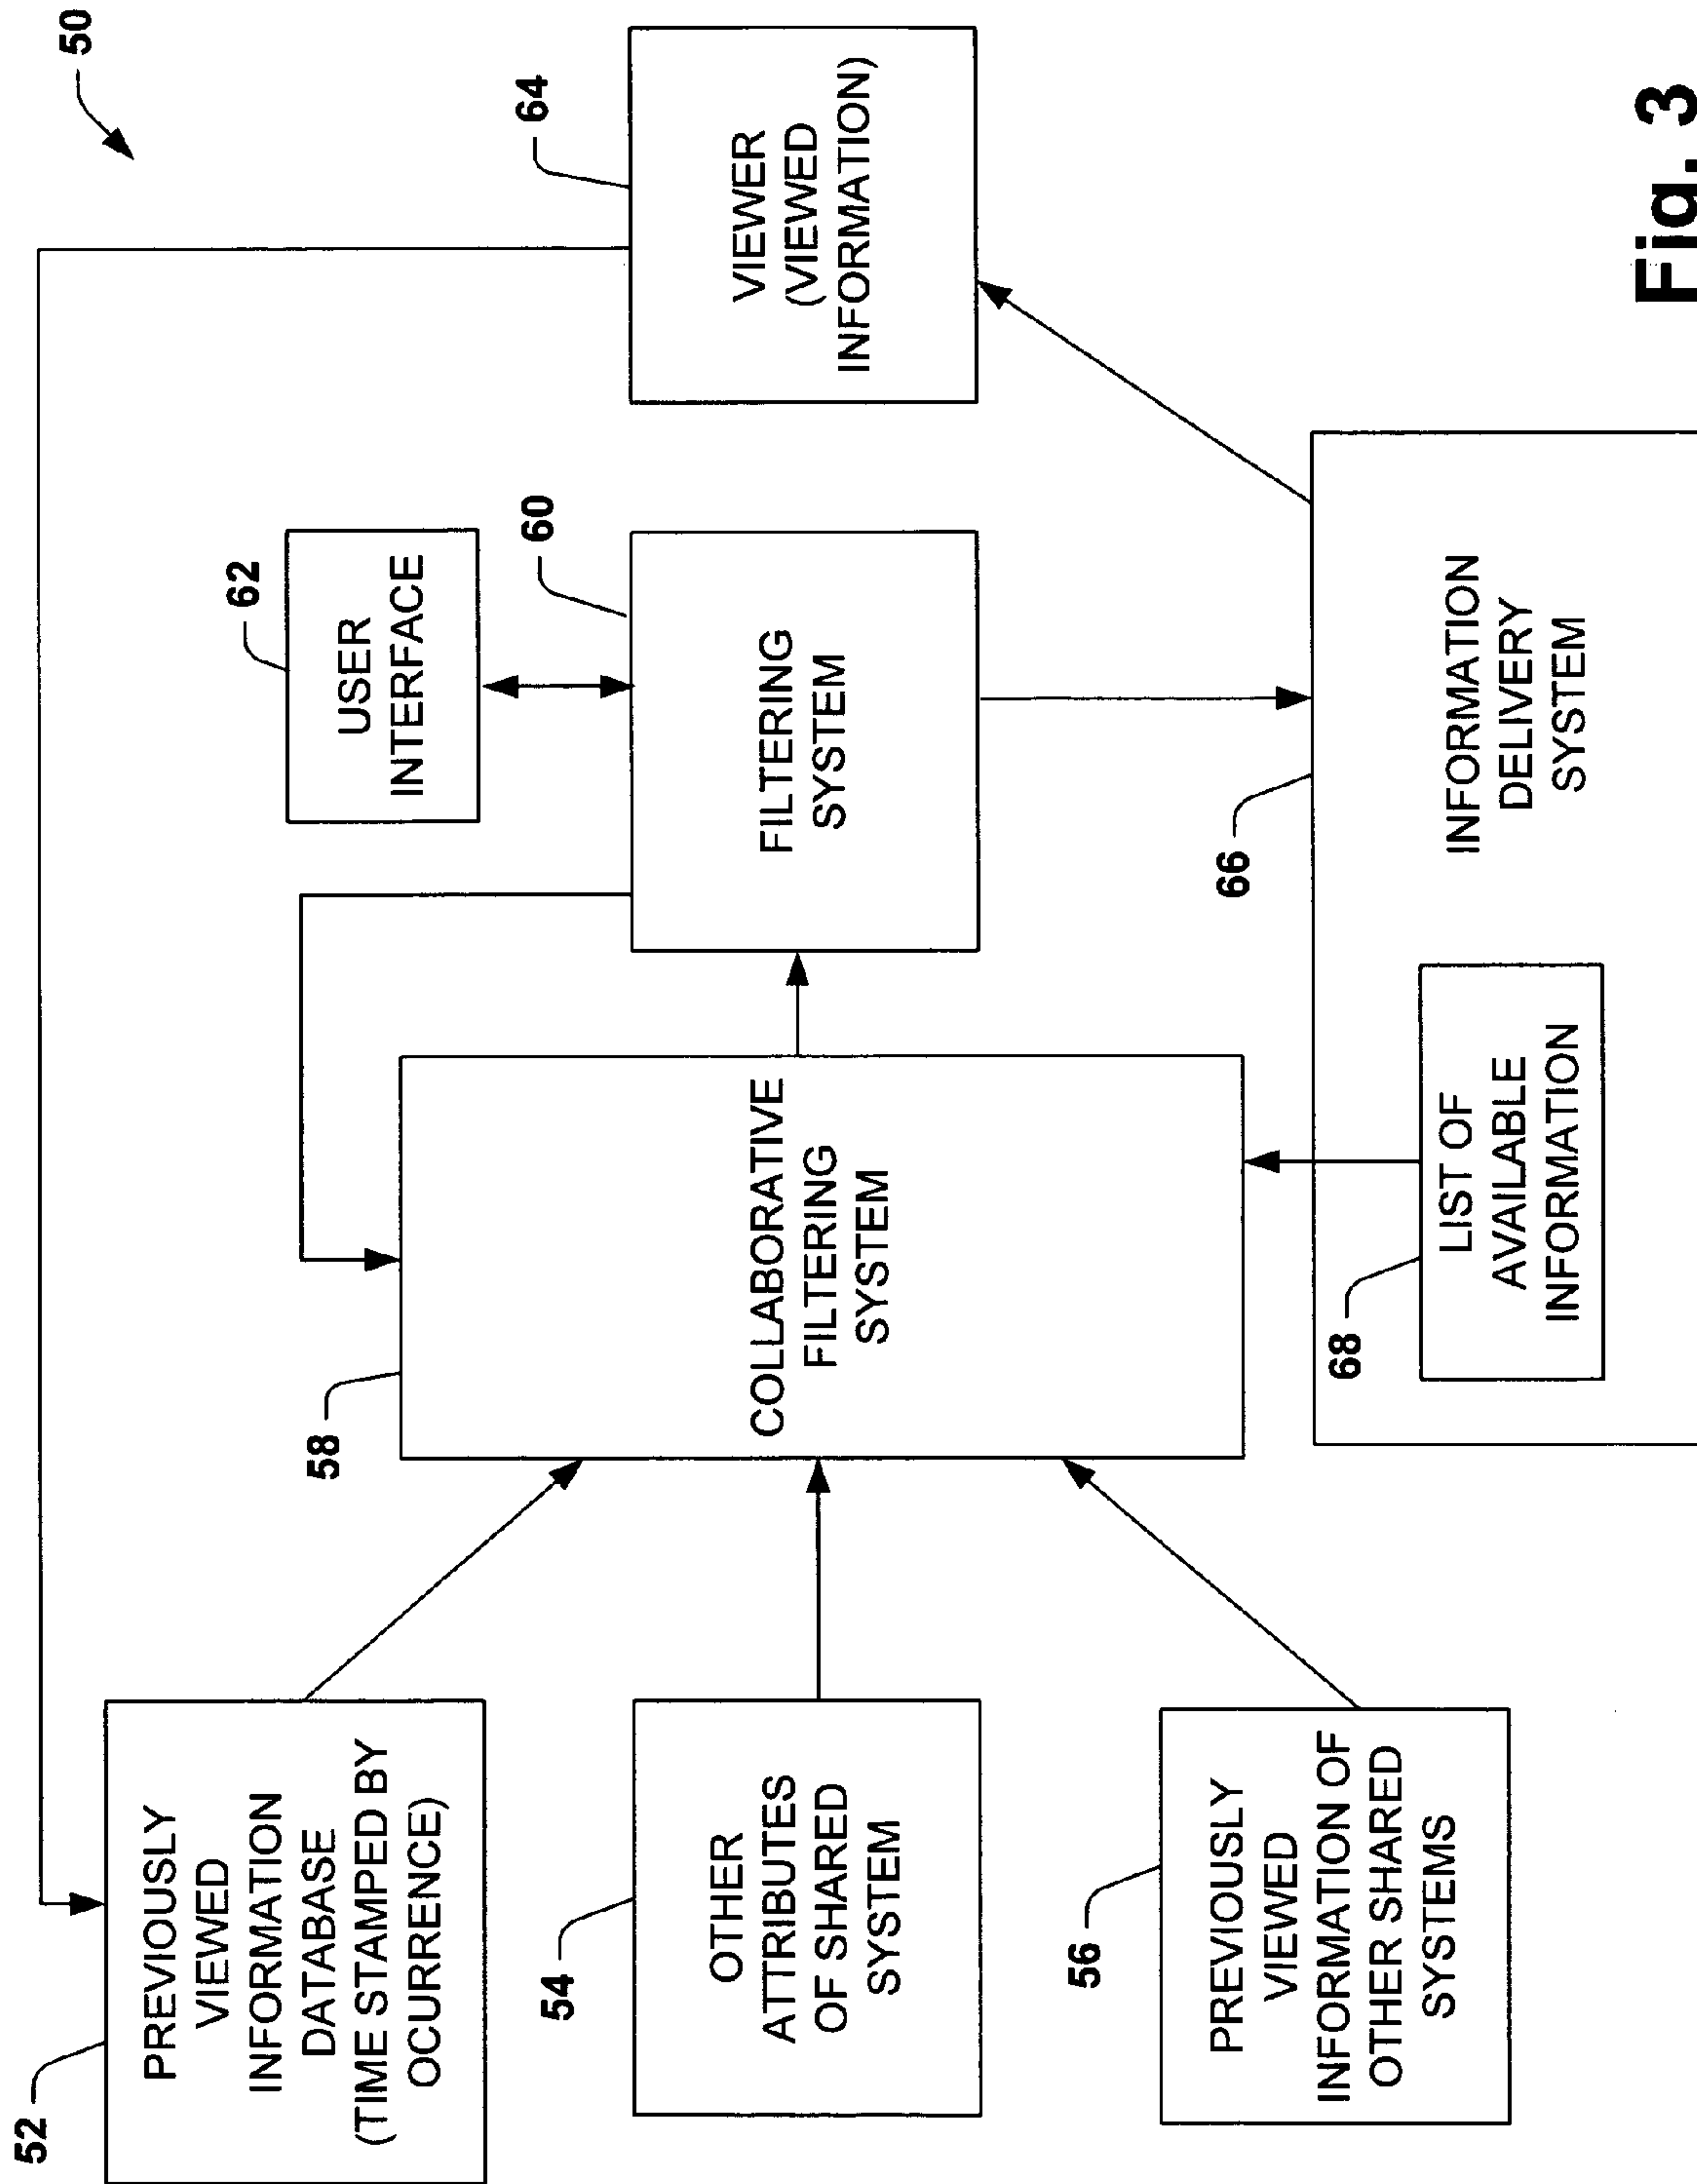 50
52
PREVIOUSLY
VIEWED
INFORMATION
DATABASE
(TIME STAMPED BY
OCURRENCE)
54
OTHER
ATTRIBUTES
OF SHARED
SYSTEM
56
PREVIOUSLY
VIEWED
INFORMATION OF
OTHER SHARED
SYSTEMS
58
COLLABORATIVE
FILTERING
SYSTEM
62
USER
INTERFACE
60
FILTERING
SYSTEM
64
VIEWER
(VIEWED
INFORMATION)
66
INFORMATION
DELIVERY
SYSTEM
68
LIST OF
AVAILABLE
INFORMATION
Fig. 3